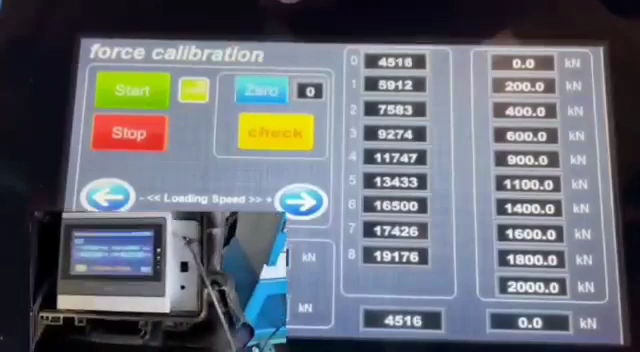 force calibration
Start
Zero 0
Stop
check
- << Loading Speed >> +
0 4516 0.0 kN
1 5912 200.0 kN
2 7583 400.0 kN
3 9274 600.0 kN
4 11747 900.0 kN
5 13433 1100.0 kN
6 16500 1400.0 kN
7 17426 1600.0 kN
8 19176 1800.0 kN
2000.0 kN
kN
kN
4516 0.0 kN